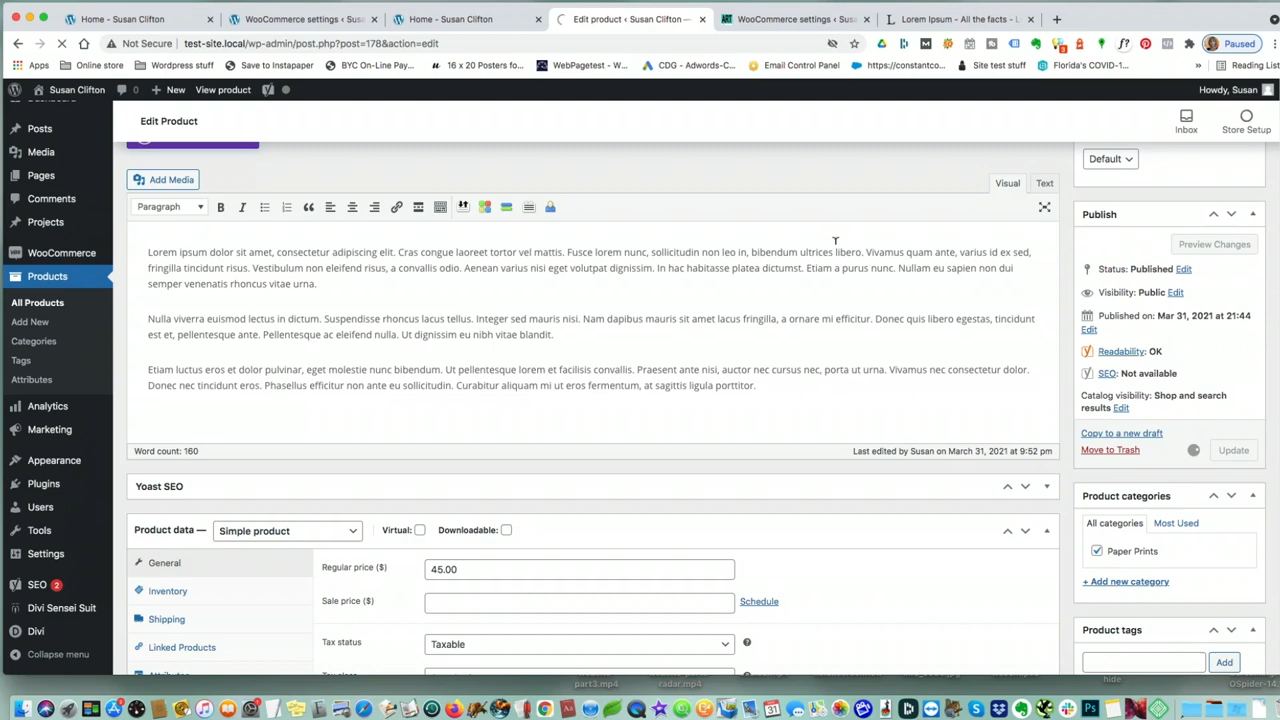 Home - Susan Clifton
WooCommerce settings ‹ Susan
Home - Susan Clifton
Edit product ‹ Susan Clifton —
WooCommerce settings ‹ Susan
Lorem Ipsum - All the facts - L
Not Secure
test-site.local/wp-admin/post.php?post=178&action=edit
Paused
Apps
Online store
Wordpress stuff
Save to Instapaper
BYC On-Line Pay...
16 x 20 Posters fo...
WebPagetest - W...
CDG - Adwords-C...
Email Control Panel
https://constantco...
Site test stuff
Florida's COVID-1...
»
Reading List
Susan Clifton
0
New
View product
Howdy, Susan
Edit Product
Inbox
Store Setup
Dashboard
Posts
Media
Pages
Comments
Projects
WooCommerce
Products
All Products
Add New
Categories
Tags
Attributes
Analytics
Marketing
Appearance
Plugins
Users
Tools
Settings
SEO 2
Divi Sensei Suit
Divi
Collapse menu
Add Media
Visual
Text
Paragraph
B I
Lorem ipsum dolor sit amet, consectetur adipiscing elit. Cras congue laoreet tortor vel mattis. Fusce lorem nunc, sollicitudin non leo in, bibendum ultrices libero. Vivamus quam ante, varius id ex sed,
fringilla tincidunt risus. Vestibulum non eleifend risus, a convallis odio. Aenean varius nisi eget volutpat dignissim. In hac habitasse platea dictumst. Etiam a purus nunc. Nullam eu sapien non dui
semper venenatis rhoncus vitae urna.
Nulla viverra euismod lectus in dictum. Suspendisse rhoncus lacus tellus. Integer sed mauris nisi. Nam dapibus mauris sit amet lacus fringilla, a ornare mi efficitur. Donec quis libero egestas, tincidunt
est et, pellentesque ante. Pellentesque ac eleifend nulla. Ut dignissim eu nibh vitae blandit.
Etiam luctus eros et dolor pulvinar, eget molestie nunc bibendum. Ut pellentesque lorem et facilisis convallis. Praesent ante nisi, auctor nec cursus nec, porta ut urna. Vivamus nec consectetur dolor.
Donec nec tincidunt eros. Phasellus efficitur non ante eu sollicitudin. Curabitur aliquam mi ut eros fermentum, at sagittis ligula porttitor.
Word count: 160
Last edited by Susan on March 31, 2021 at 9:52 pm
Yoast SEO
Product data —
Simple product
Virtual:
Downloadable:
General
Inventory
Shipping
Linked Products
Attributes
Regular price ($)
45.00
Sale price ($)
Schedule
Tax status
Taxable
Default
Publish
Preview Changes
Status: Published Edit
Visibility: Public Edit
Published on: Mar 31, 2021 at 21:44
Edit
Readability: OK
SEO: Not available
Catalog visibility: Shop and search
results Edit
Copy to a new draft
Move to Trash
Update
Product categories
All categories
Most Used
Paper Prints
+ Add new category
Product tags
Add
part3.mp4
radar.mp4
hide
OSpider-14.